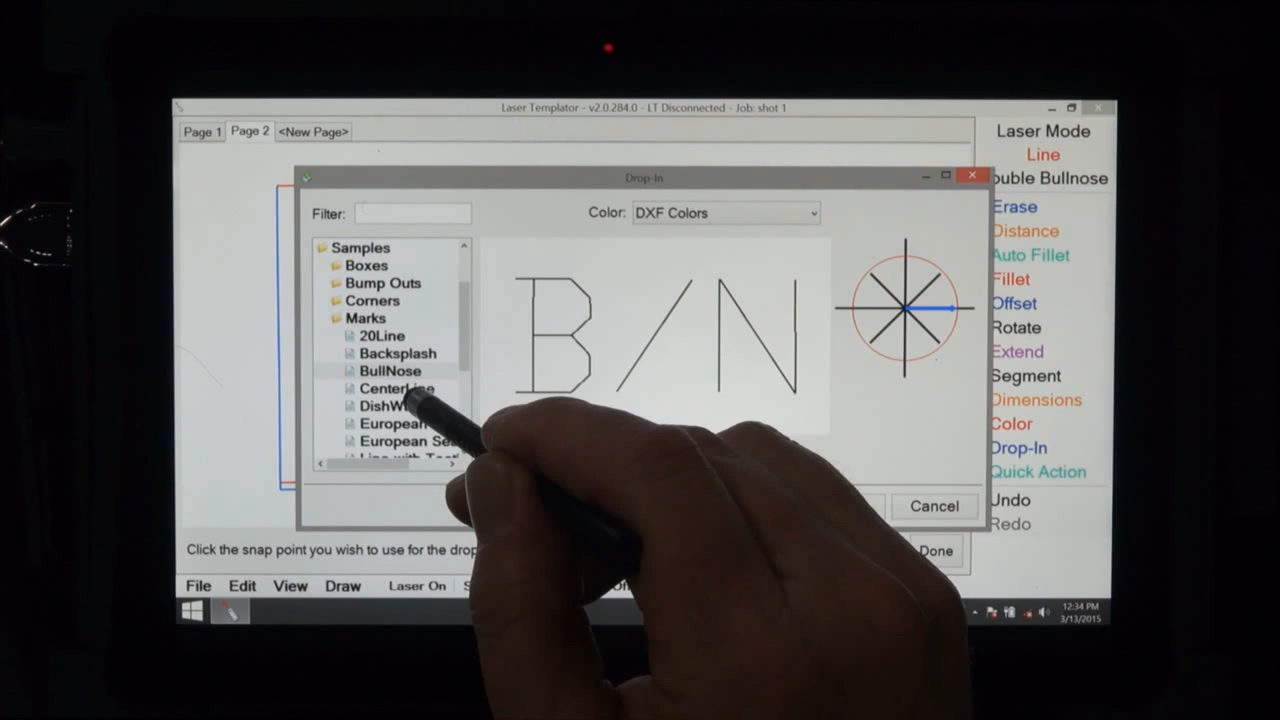 Laser Templator - v2.0.284.0 - LT Disconnected - Job: shot 1
Page 1 Page 2 <New Page>
Laser Mode
Line
ouble Bullnose
Erase
Distance
Auto Fillet
Fillet
Offset
Rotate
Extend
Segment
Dimensions
Color
Drop-In
Quick Action
Undo
Redo
Drop-In
Filter:
Color: DXF Colors
Samples
Boxes
Bump Outs
Corners
Marks
20Line
Backsplash
BullNose
CenterLine
DishW
European
European Se
B/N
Cancel
Click the snap point you wish to use for the drop
Done
File Edit View Draw Laser On
12:34 PM
3/13/2015